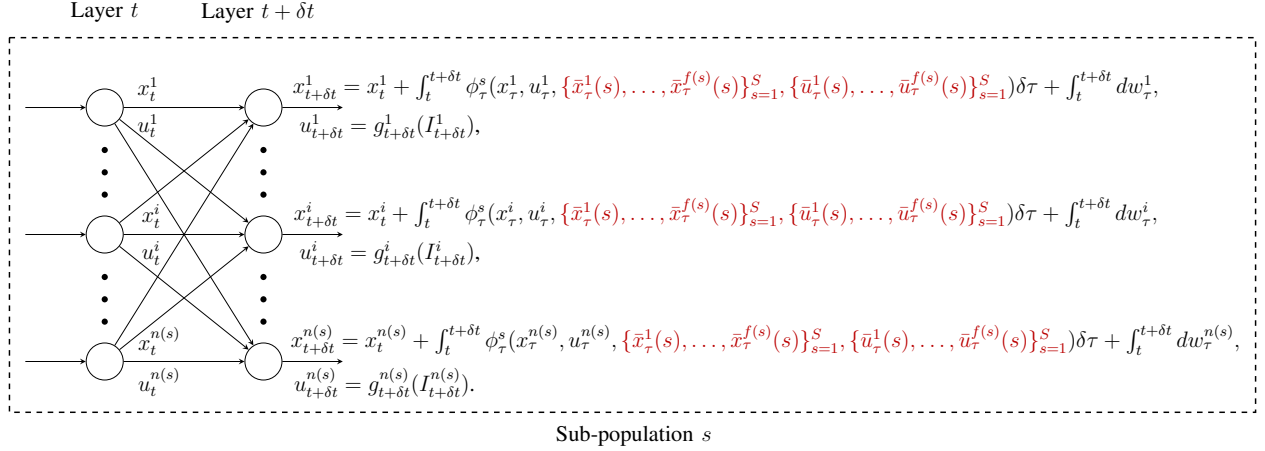 Layer t Layer t + δt
x_t^1 x_{t+δt}^1 = x_t^1 + ∫_t^{t+δt} ϕ_τ^s(x_τ^1, u_τ^1, {x̄_τ^1(s), …, x̄_τ^{f(s)}(s)}_{s=1}^S, {ū_τ^1(s), …, ū_τ^{f(s)}(s)}_{s=1}^S)δτ + ∫_t^{t+δt} dw_τ^1,
u_t^1 u_{t+δt}^1 = g_{t+δt}^1(I_{t+δt}^1),
x_t^i x_{t+δt}^i = x_t^i + ∫_t^{t+δt} ϕ_τ^s(x_τ^i, u_τ^i, {x̄_τ^1(s), …, x̄_τ^{f(s)}(s)}_{s=1}^S, {ū_τ^1(s), …, ū_τ^{f(s)}(s)}_{s=1}^S)δτ + ∫_t^{t+δt} dw_τ^i,
u_t^i u_{t+δt}^i = g_{t+δt}^i(I_{t+δt}^i),
x_t^{n(s)} x_{t+δt}^{n(s)} = x_t^{n(s)} + ∫_t^{t+δt} ϕ_τ^s(x_τ^{n(s)}, u_τ^{n(s)}, {x̄_τ^1(s), …, x̄_τ^{f(s)}(s)}_{s=1}^S, {ū_τ^1(s), …, ū_τ^{f(s)}(s)}_{s=1}^S)δτ + ∫_t^{t+δt} dw_τ^{n(s)},
u_t^{n(s)} u_{t+δt}^{n(s)} = g_{t+δt}^{n(s)}(I_{t+δt}^{n(s)}).
Sub-population s